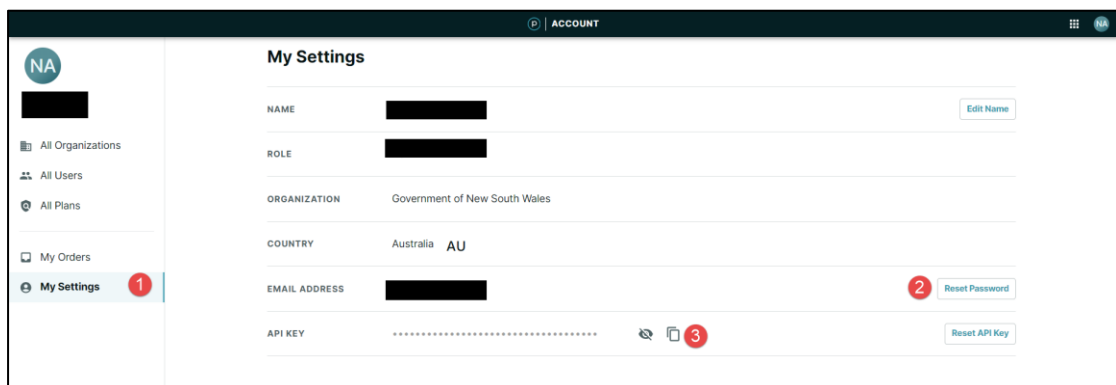 P ACCOUNT
NA
NA
My Settings
NAME
Edit Name
ROLE
All Organizations
All Users
All Plans
ORGANIZATION Government of New South Wales
COUNTRY Australia AU
My Orders
My Settings 1
EMAIL ADDRESS 2 Reset Password
API KEY ···································· 3 Reset API Key